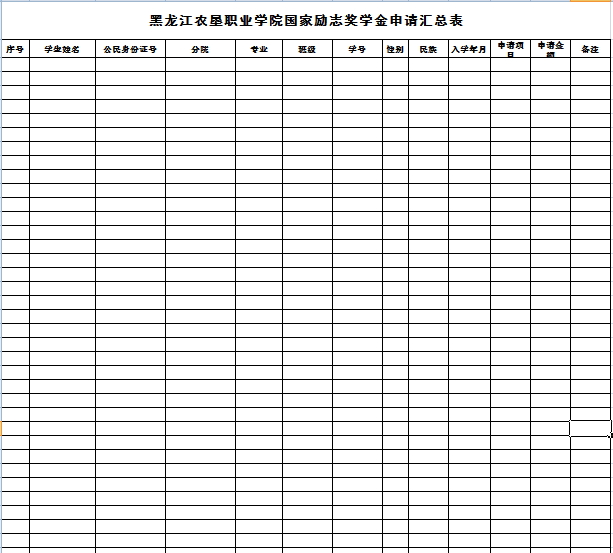 黑龙江农垦职业学院国家励志奖学金申请汇总表
序号 学生姓名 公民身份证号 分院 专业 班级 学号 性别 民族 入学年月 申请项目 申请金额 备注